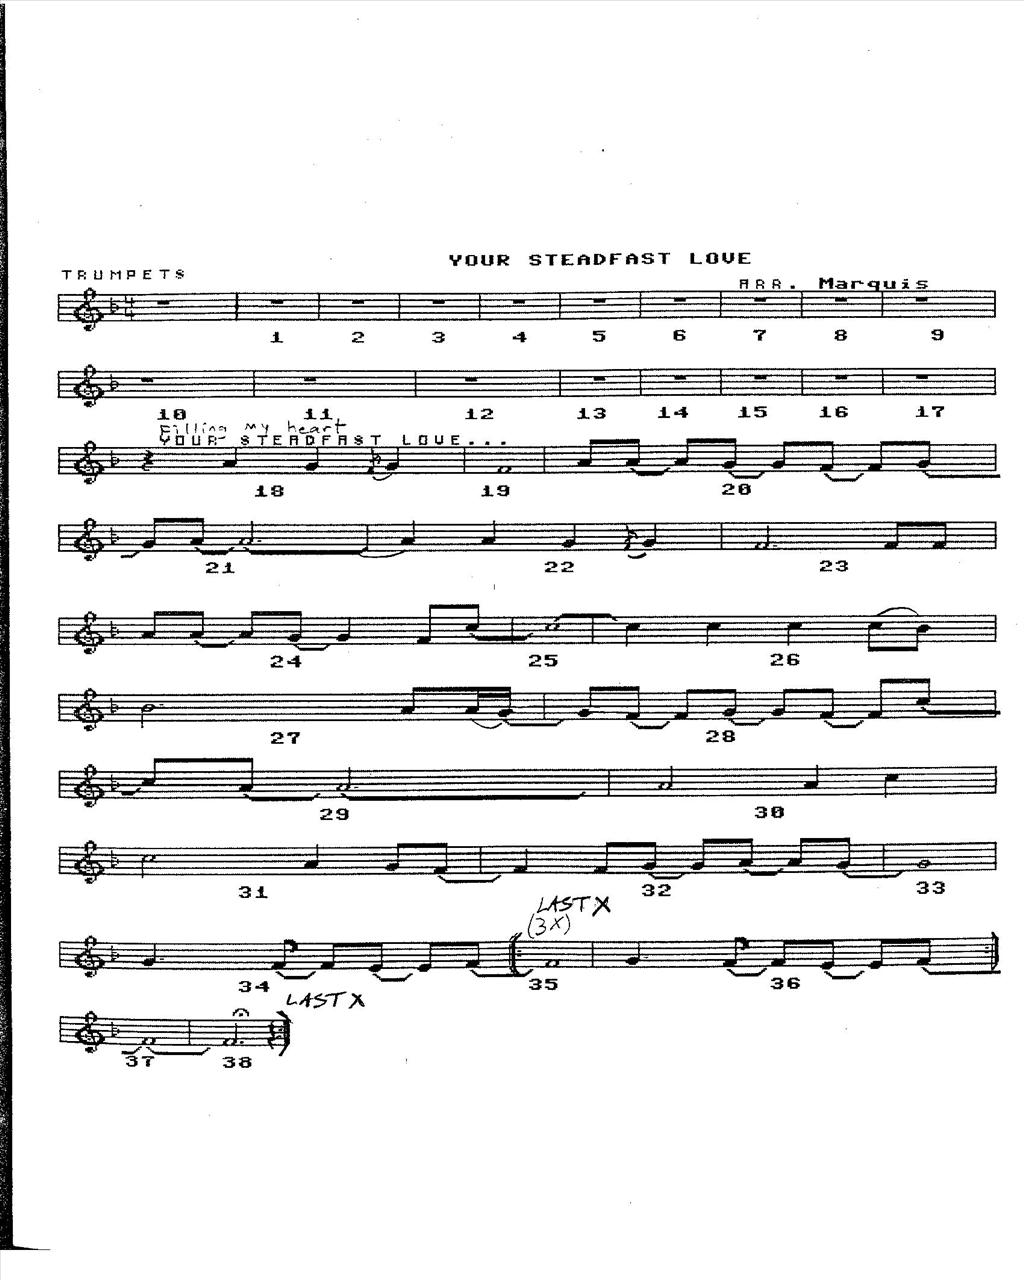 YOUR STEADFAST LOVE
TRUMPETS
ARR. Marquis
4
4
1 2 3 4 5 6 7 8 9
10 11 12 13 14 15 16 17
Filling my heart
YOUR STEADFAST LOVE...
18 19 20
21 22 23
24 25 26
27 28
29 30
31 32 33
LAST X
(3X)
34 35 36
LAST X
37 38